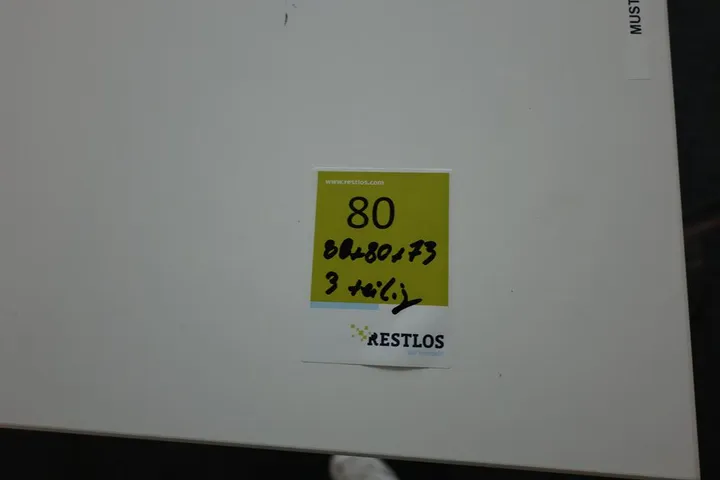 MUST
www.restlos.com
80
80x80x73
3 teilig
RESTLOS